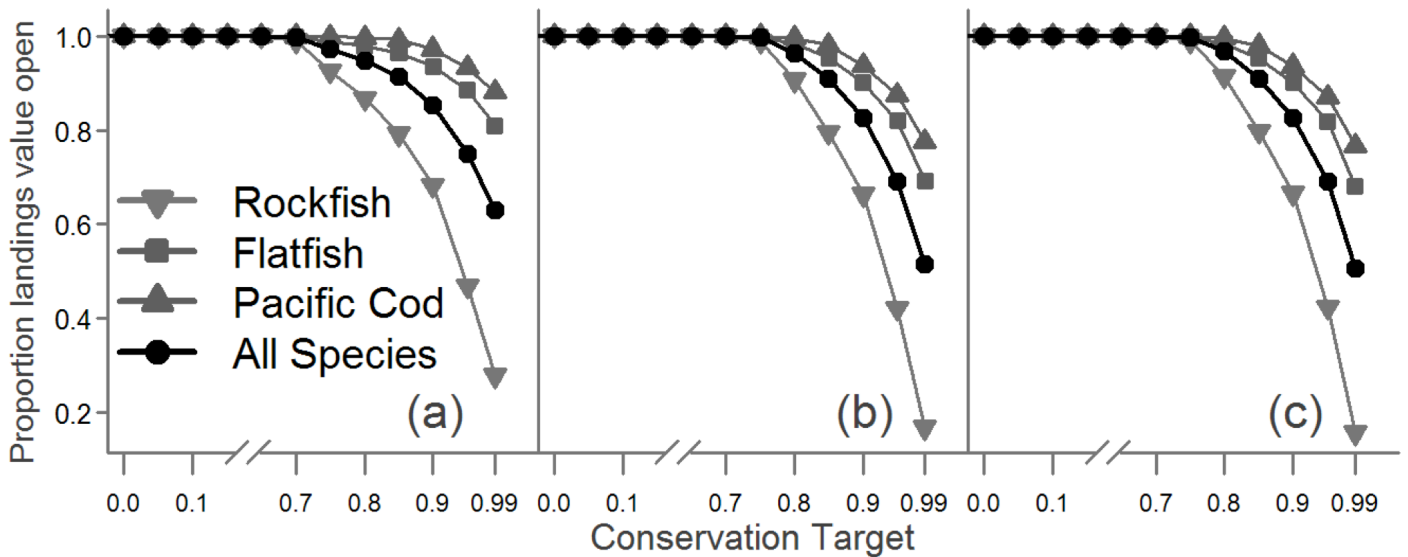 Proportion landings value open
1.0
0.8
0.6
0.4
0.2
Rockfish
Flatfish
Pacific Cod
All Species
(a)
(b)
(c)
0.0 0.1 0.7 0.8 0.9 0.99
0.0 0.1 0.7 0.8 0.9 0.99
0.0 0.1 0.7 0.8 0.9 0.99
Conservation Target